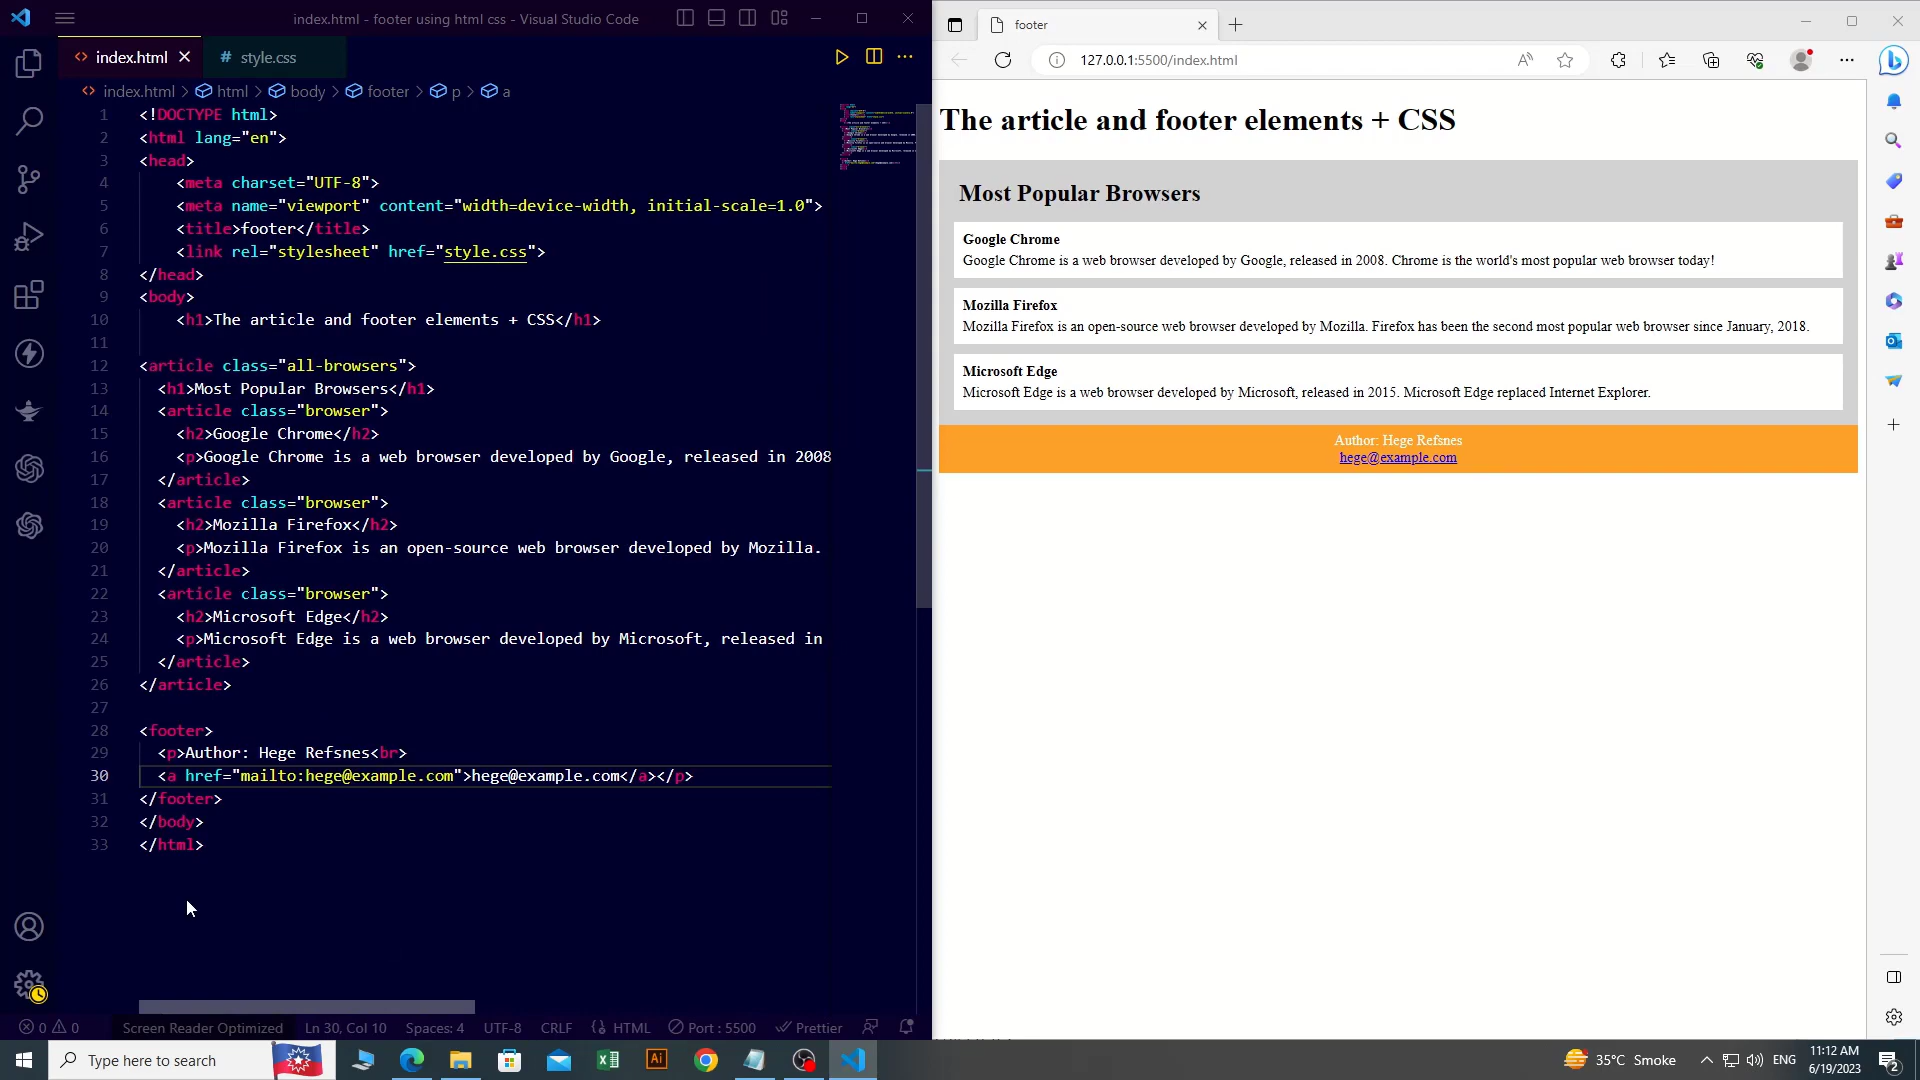 index.html - footer using html css - Visual Studio Code
index.html
# style.css
index.html > html > body > footer > p > a
1 <!DOCTYPE html>
2 <html lang="en">
3 <head>
4 <meta charset="UTF-8">
5 <meta name="viewport" content="width=device-width, initial-scale=1.0">
6 <title>footer</title>
7 <link rel="stylesheet" href="style.css">
8 </head>
9 <body>
10 <h1>The article and footer elements + CSS</h1>
11
12 <article class="all-browsers">
13 <h1>Most Popular Browsers</h1>
14 <article class="browser">
15 <h2>Google Chrome</h2>
16 <p>Google Chrome is a web browser developed by Google, released in 2008
17 </article>
18 <article class="browser">
19 <h2>Mozilla Firefox</h2>
20 <p>Mozilla Firefox is an open-source web browser developed by Mozilla.
21 </article>
22 <article class="browser">
23 <h2>Microsoft Edge</h2>
24 <p>Microsoft Edge is a web browser developed by Microsoft, released in
25 </article>
26 </article>
27
28 <footer>
29 <p>Author: Hege Refsnes<br>
30 <a href="mailto:hege@example.com">hege@example.com</a></p>
31 </footer>
32 </body>
33 </html>
0 0 Screen Reader Optimized Ln 30, Col 10 Spaces: 4 UTF-8 CRLF HTML Port : 5500 Prettier
footer
127.0.0.1:5500/index.html
The article and footer elements + CSS
Most Popular Browsers
Google Chrome
Google Chrome is a web browser developed by Google, released in 2008. Chrome is the world's most popular web browser today!
Mozilla Firefox
Mozilla Firefox is an open-source web browser developed by Mozilla. Firefox has been the second most popular web browser since January, 2018.
Microsoft Edge
Microsoft Edge is a web browser developed by Microsoft, released in 2015. Microsoft Edge replaced Internet Explorer.
Author: Hege Refsnes
hege@example.com
Type here to search
Ai
35°C Smoke
ENG
11:12 AM
6/19/2023
2